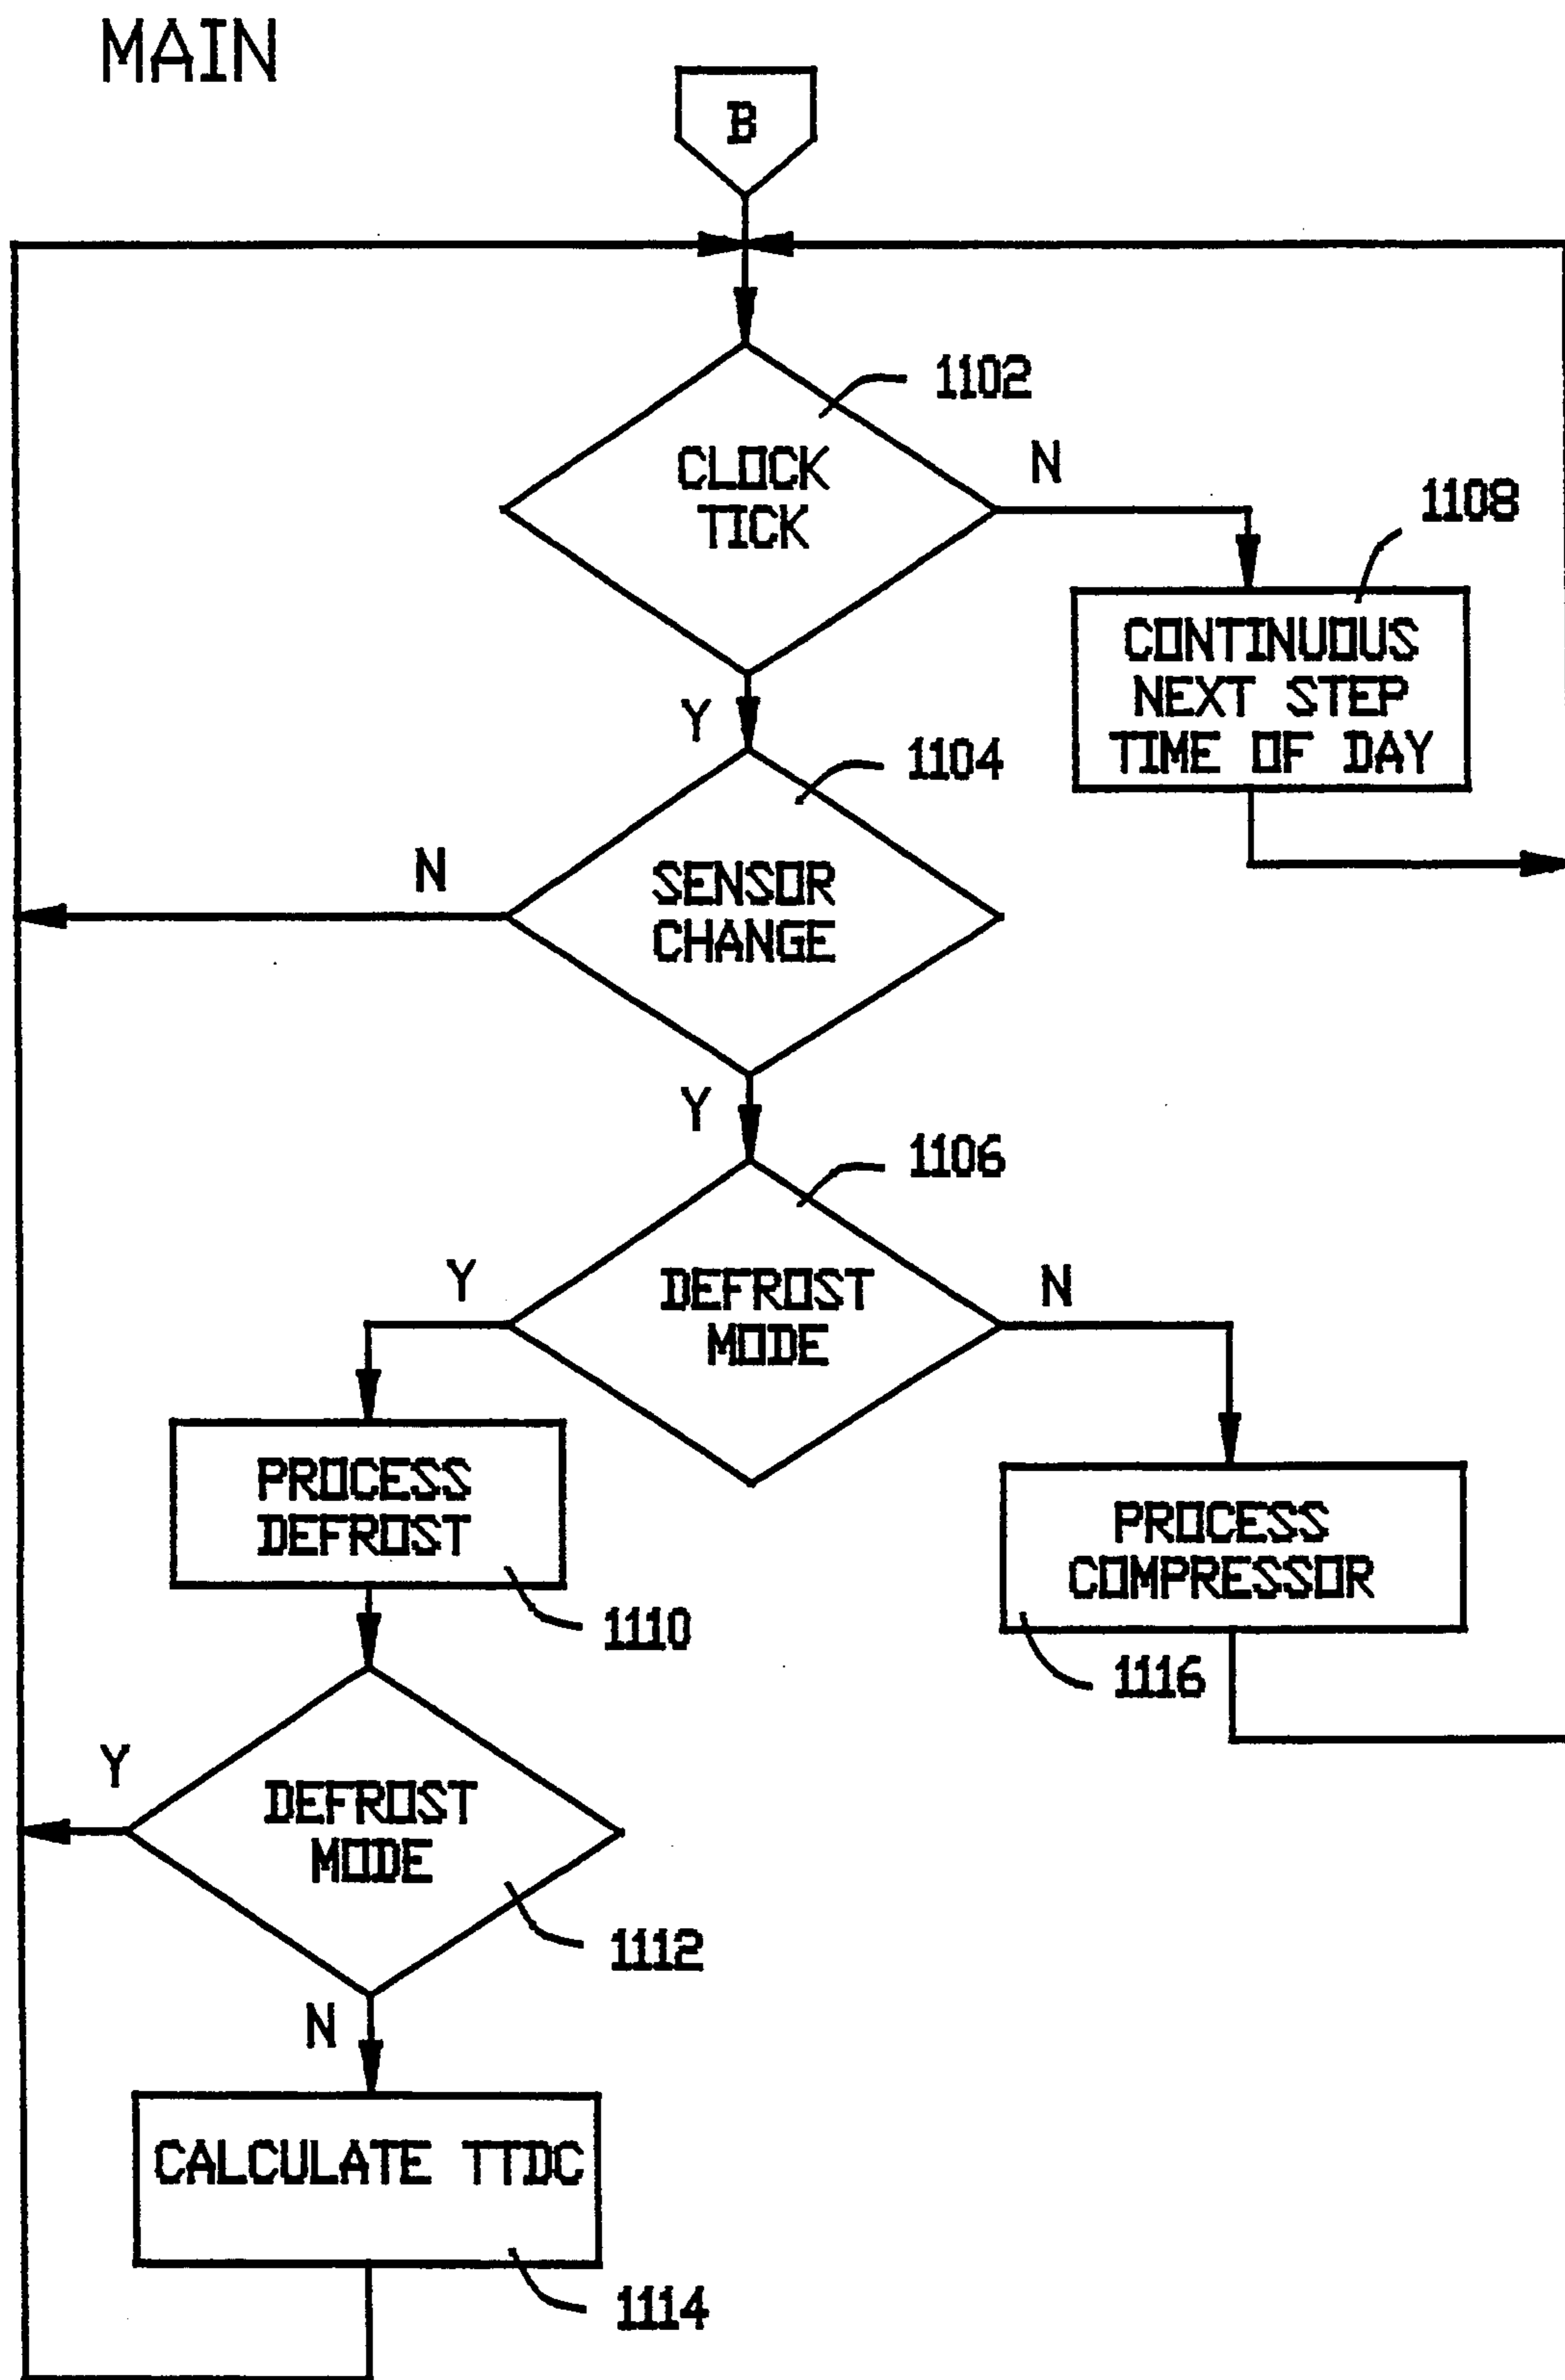 MAIN
B
1102
CLOCK
TICK
N
1108
CONTINUOUS
NEXT STEP
TIME OF DAY
Y
1104
SENSOR
CHANGE
N
Y
1106
DEFROST
MODE
Y
N
PROCESS
DEFROST
1110
PROCESS
COMPRESSOR
1116
Y
DEFROST
MODE
1112
N
CALCULATE TTDC
1114